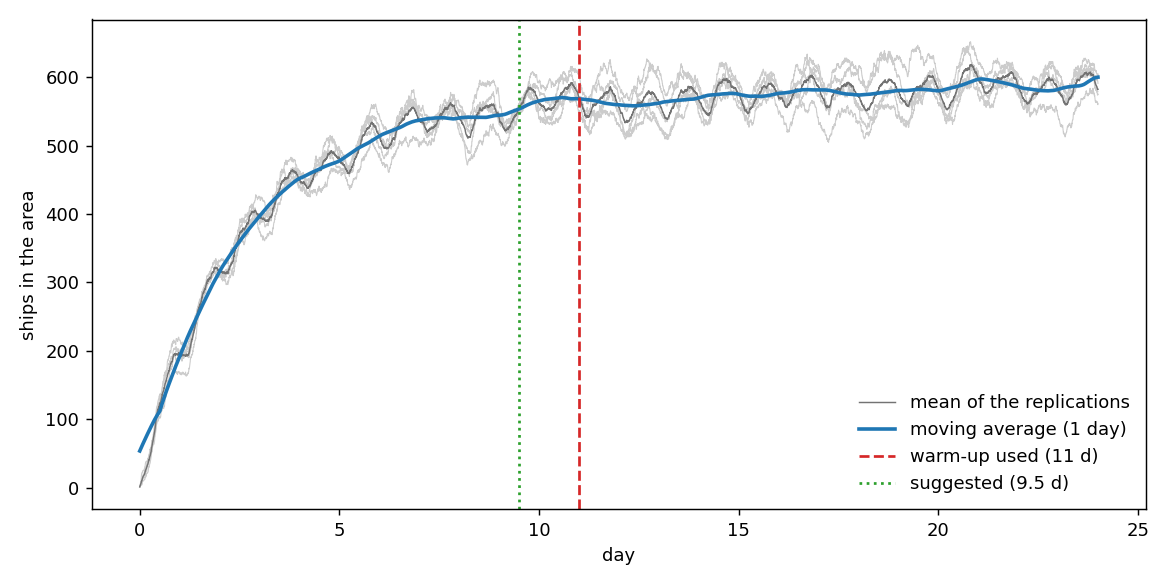 ships in the area
600
500
400
300
200
100
0
mean of the replications
moving average (1 day)
warm-up used (11 d)
suggested (9.5 d)
0 5 10 15 20 25
day